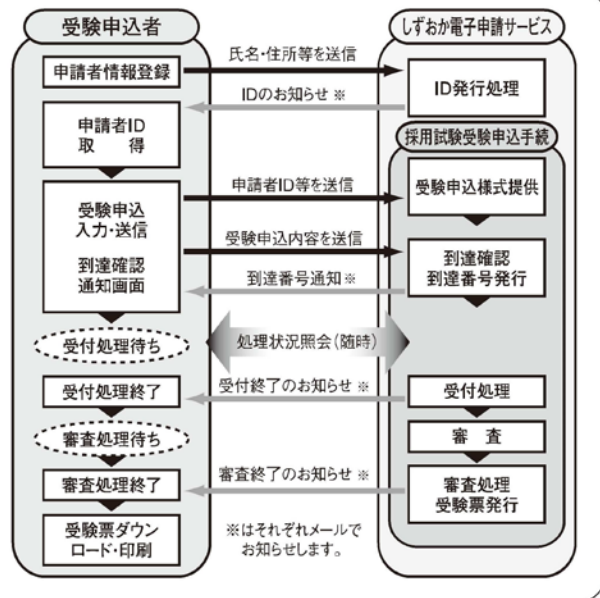 受験申込者
しずおか電子申請サービス
申請者情報登録
氏名・住所等を送信
ID発行処理
IDのお知らせ ※
申請者ID
取　得
採用試験受験申込手続
受験申込
入力・送信
到達確認
通知画面
申請者ID等を送信
受験申込様式提供
受験申込内容を送信
到達確認
到達番号発行
到達番号通知 ※
受付処理待ち
処理状況照会(随時)
受付処理終了
受付終了のお知らせ ※
受付処理
審査処理待ち
審　査
審査処理終了
審査終了のお知らせ ※
審査処理
受験票発行
受験票ダウン
ロード・印刷
※はそれぞれメールで
お知らせします。